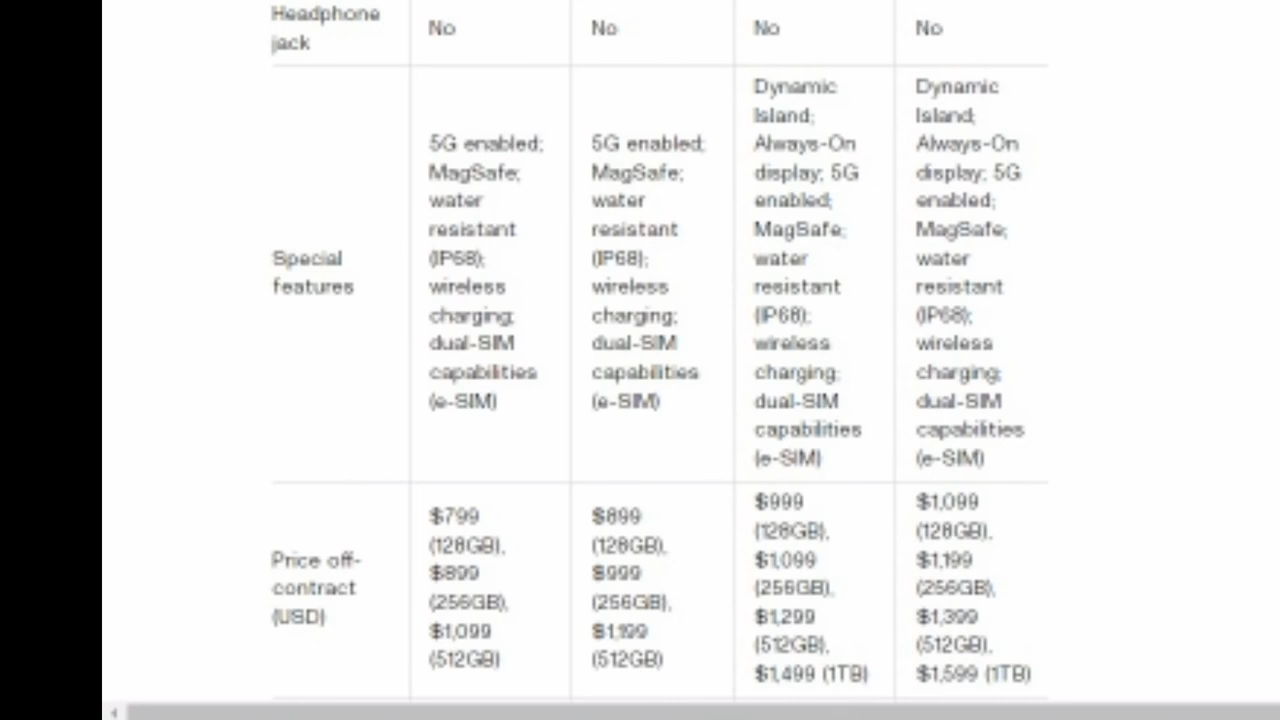 Headphone
jack
No
No
No
No
Special
features
5G enabled;
MagSafe;
water
resistant
(IP68);
wireless
charging;
dual-SIM
capabilities
(e-SIM)
5G enabled;
MagSafe;
water
resistant
(IP68);
wireless
charging;
dual-SIM
capabilities
(e-SIM)
Dynamic
Island;
Always-On
display; 5G
enabled;
MagSafe;
water
resistant
(IP68);
wireless
charging;
dual-SIM
capabilities
(e-SIM)
Dynamic
Island;
Always-On
display; 5G
enabled;
MagSafe;
water
resistant
(IP68);
wireless
charging;
dual-SIM
capabilities
(e-SIM)
Price off-
contract
(USD)
$799
(128GB),
$899
(256GB),
$1,099
(512GB)
$899
(128GB),
$999
(256GB),
$1,199
(512GB)
$999
(128GB),
$1,099
(256GB),
$1,299
(512GB),
$1,499 (1TB)
$1,099
(128GB),
$1,199
(256GB),
$1,399
(512GB),
$1,599 (1TB)